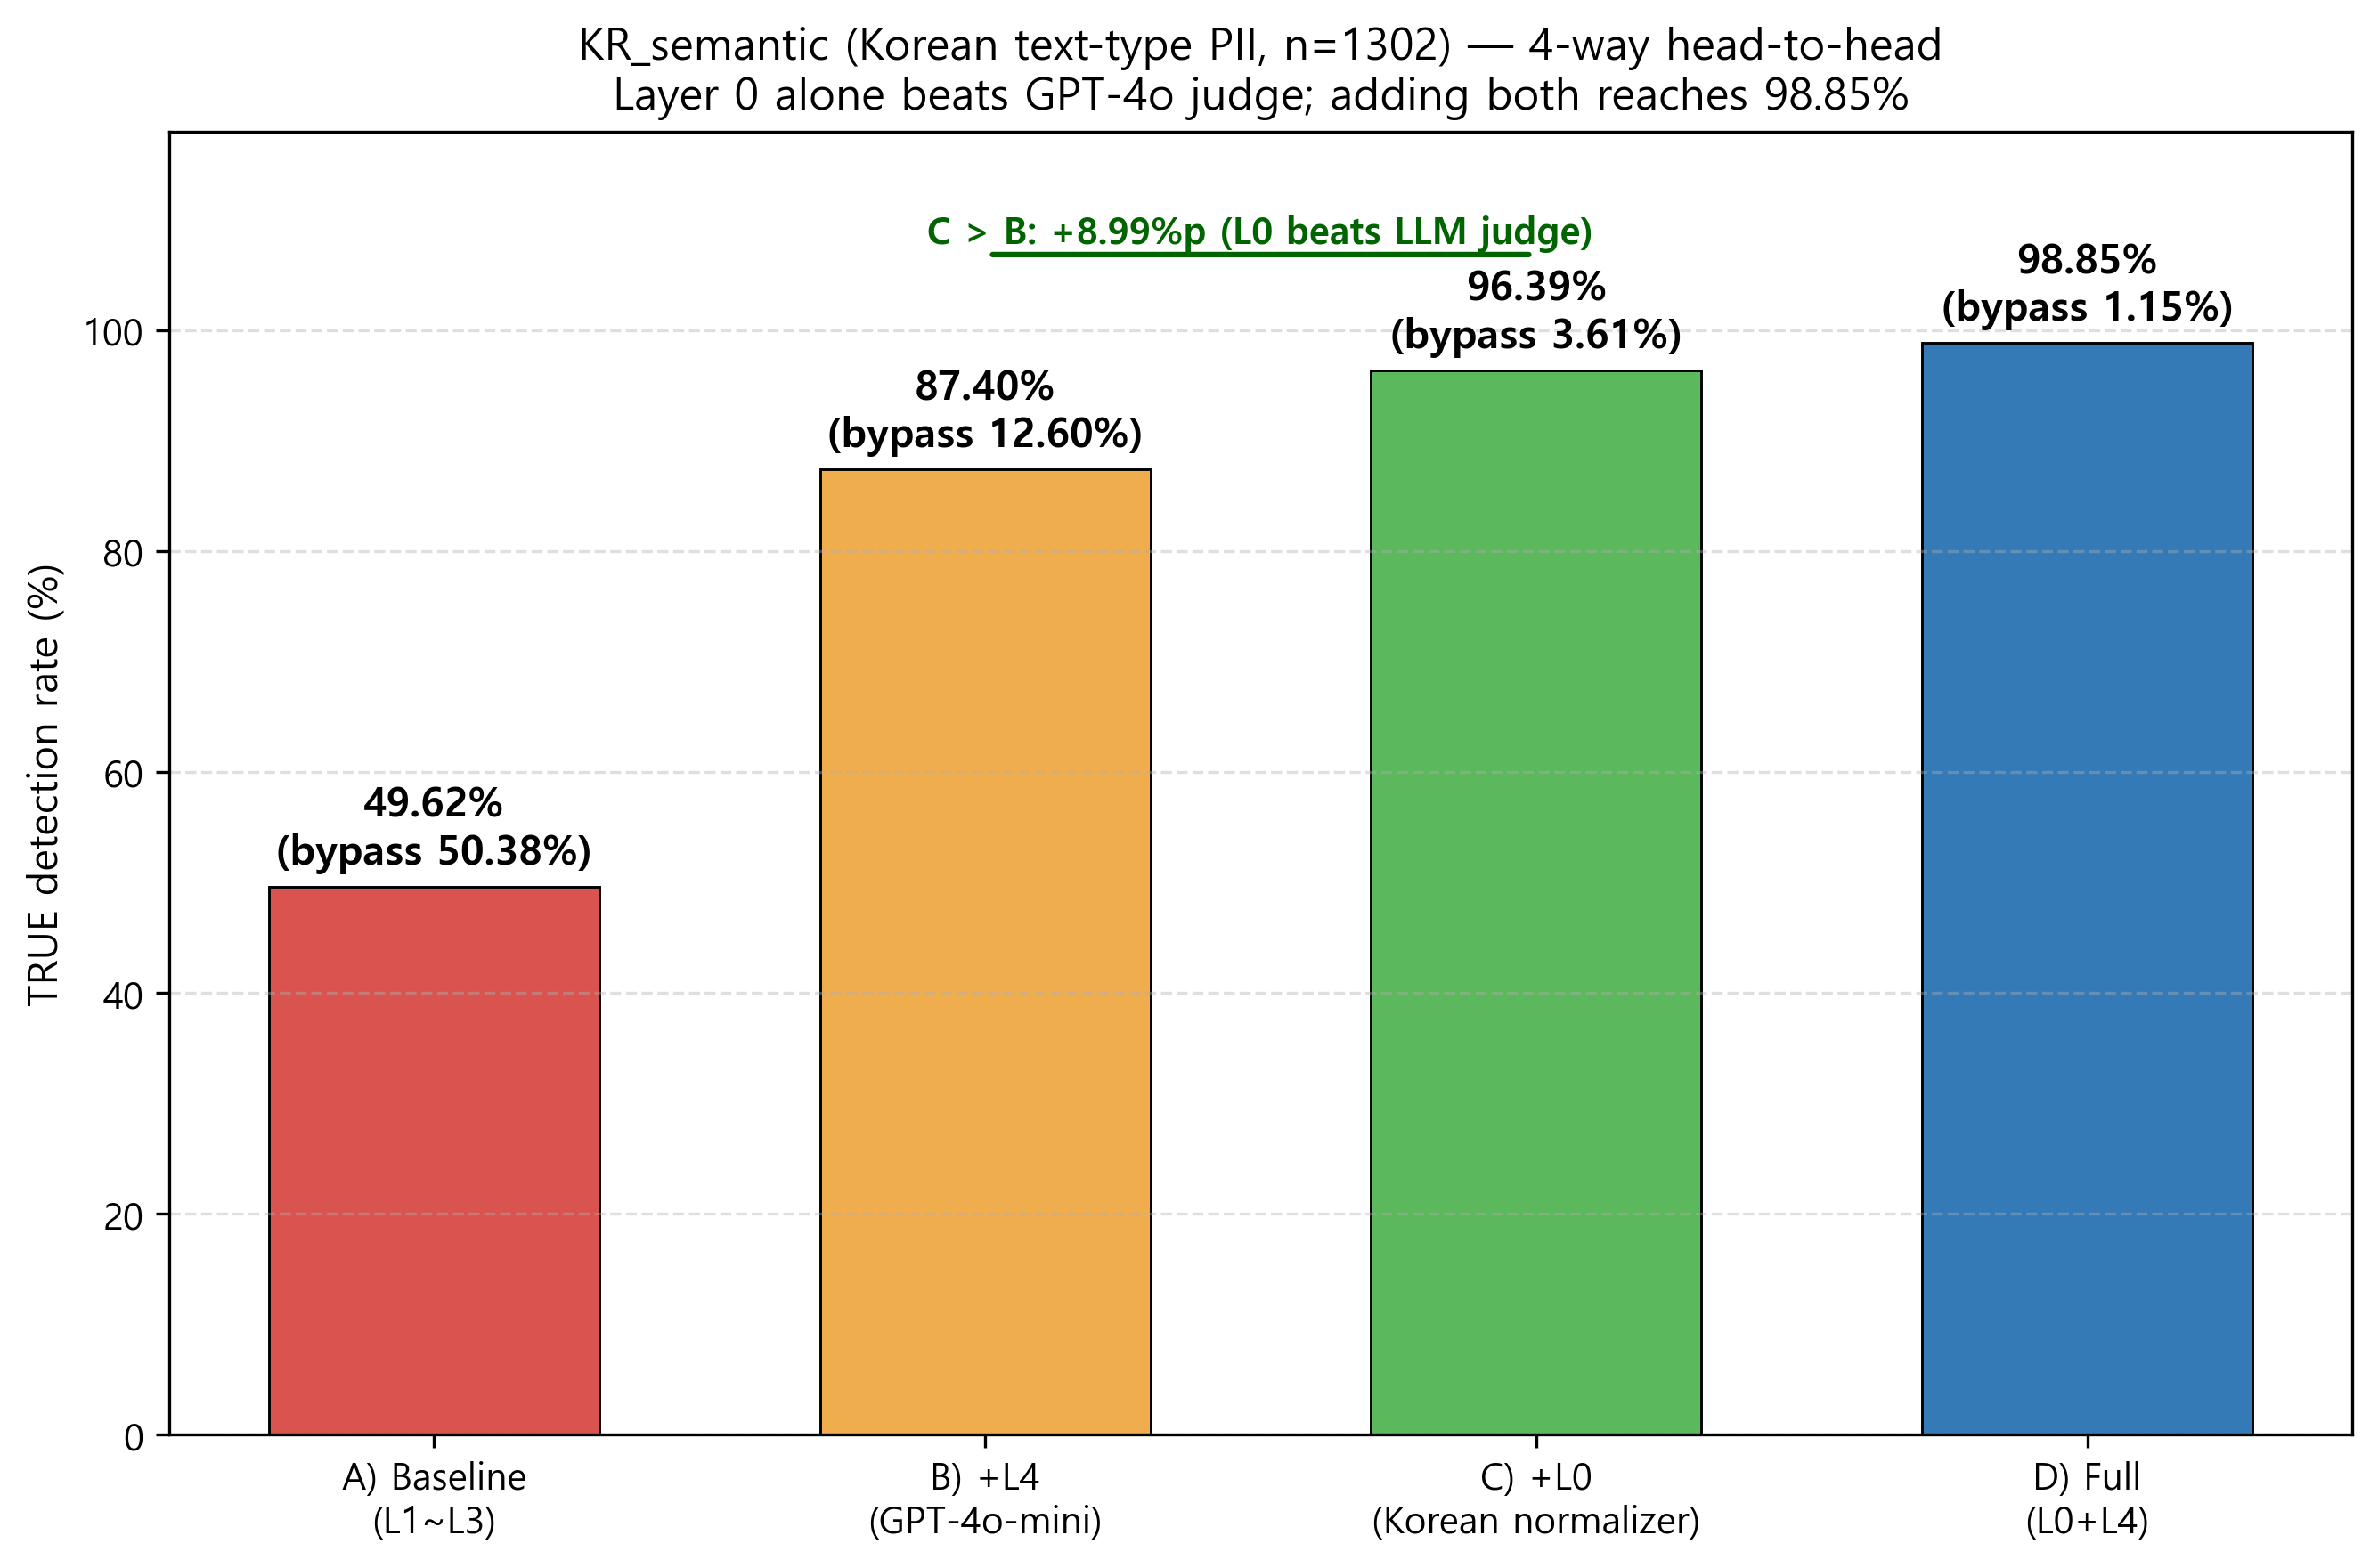 KR_semantic (Korean text-type PII, n=1302) — 4-way head-to-head
Layer 0 alone beats GPT-4o judge; adding both reaches 98.85%
C > B: +8.99%p (L0 beats LLM judge)
98.85%
(bypass 1.15%)
96.39%
(bypass 3.61%)
87.40%
(bypass 12.60%)
49.62%
(bypass 50.38%)
TRUE detection rate (%)
100
80
60
40
20
0
A) Baseline
(L1~L3)
B) +L4
(GPT-4o-mini)
C) +L0
(Korean normalizer)
D) Full
(L0+L4)